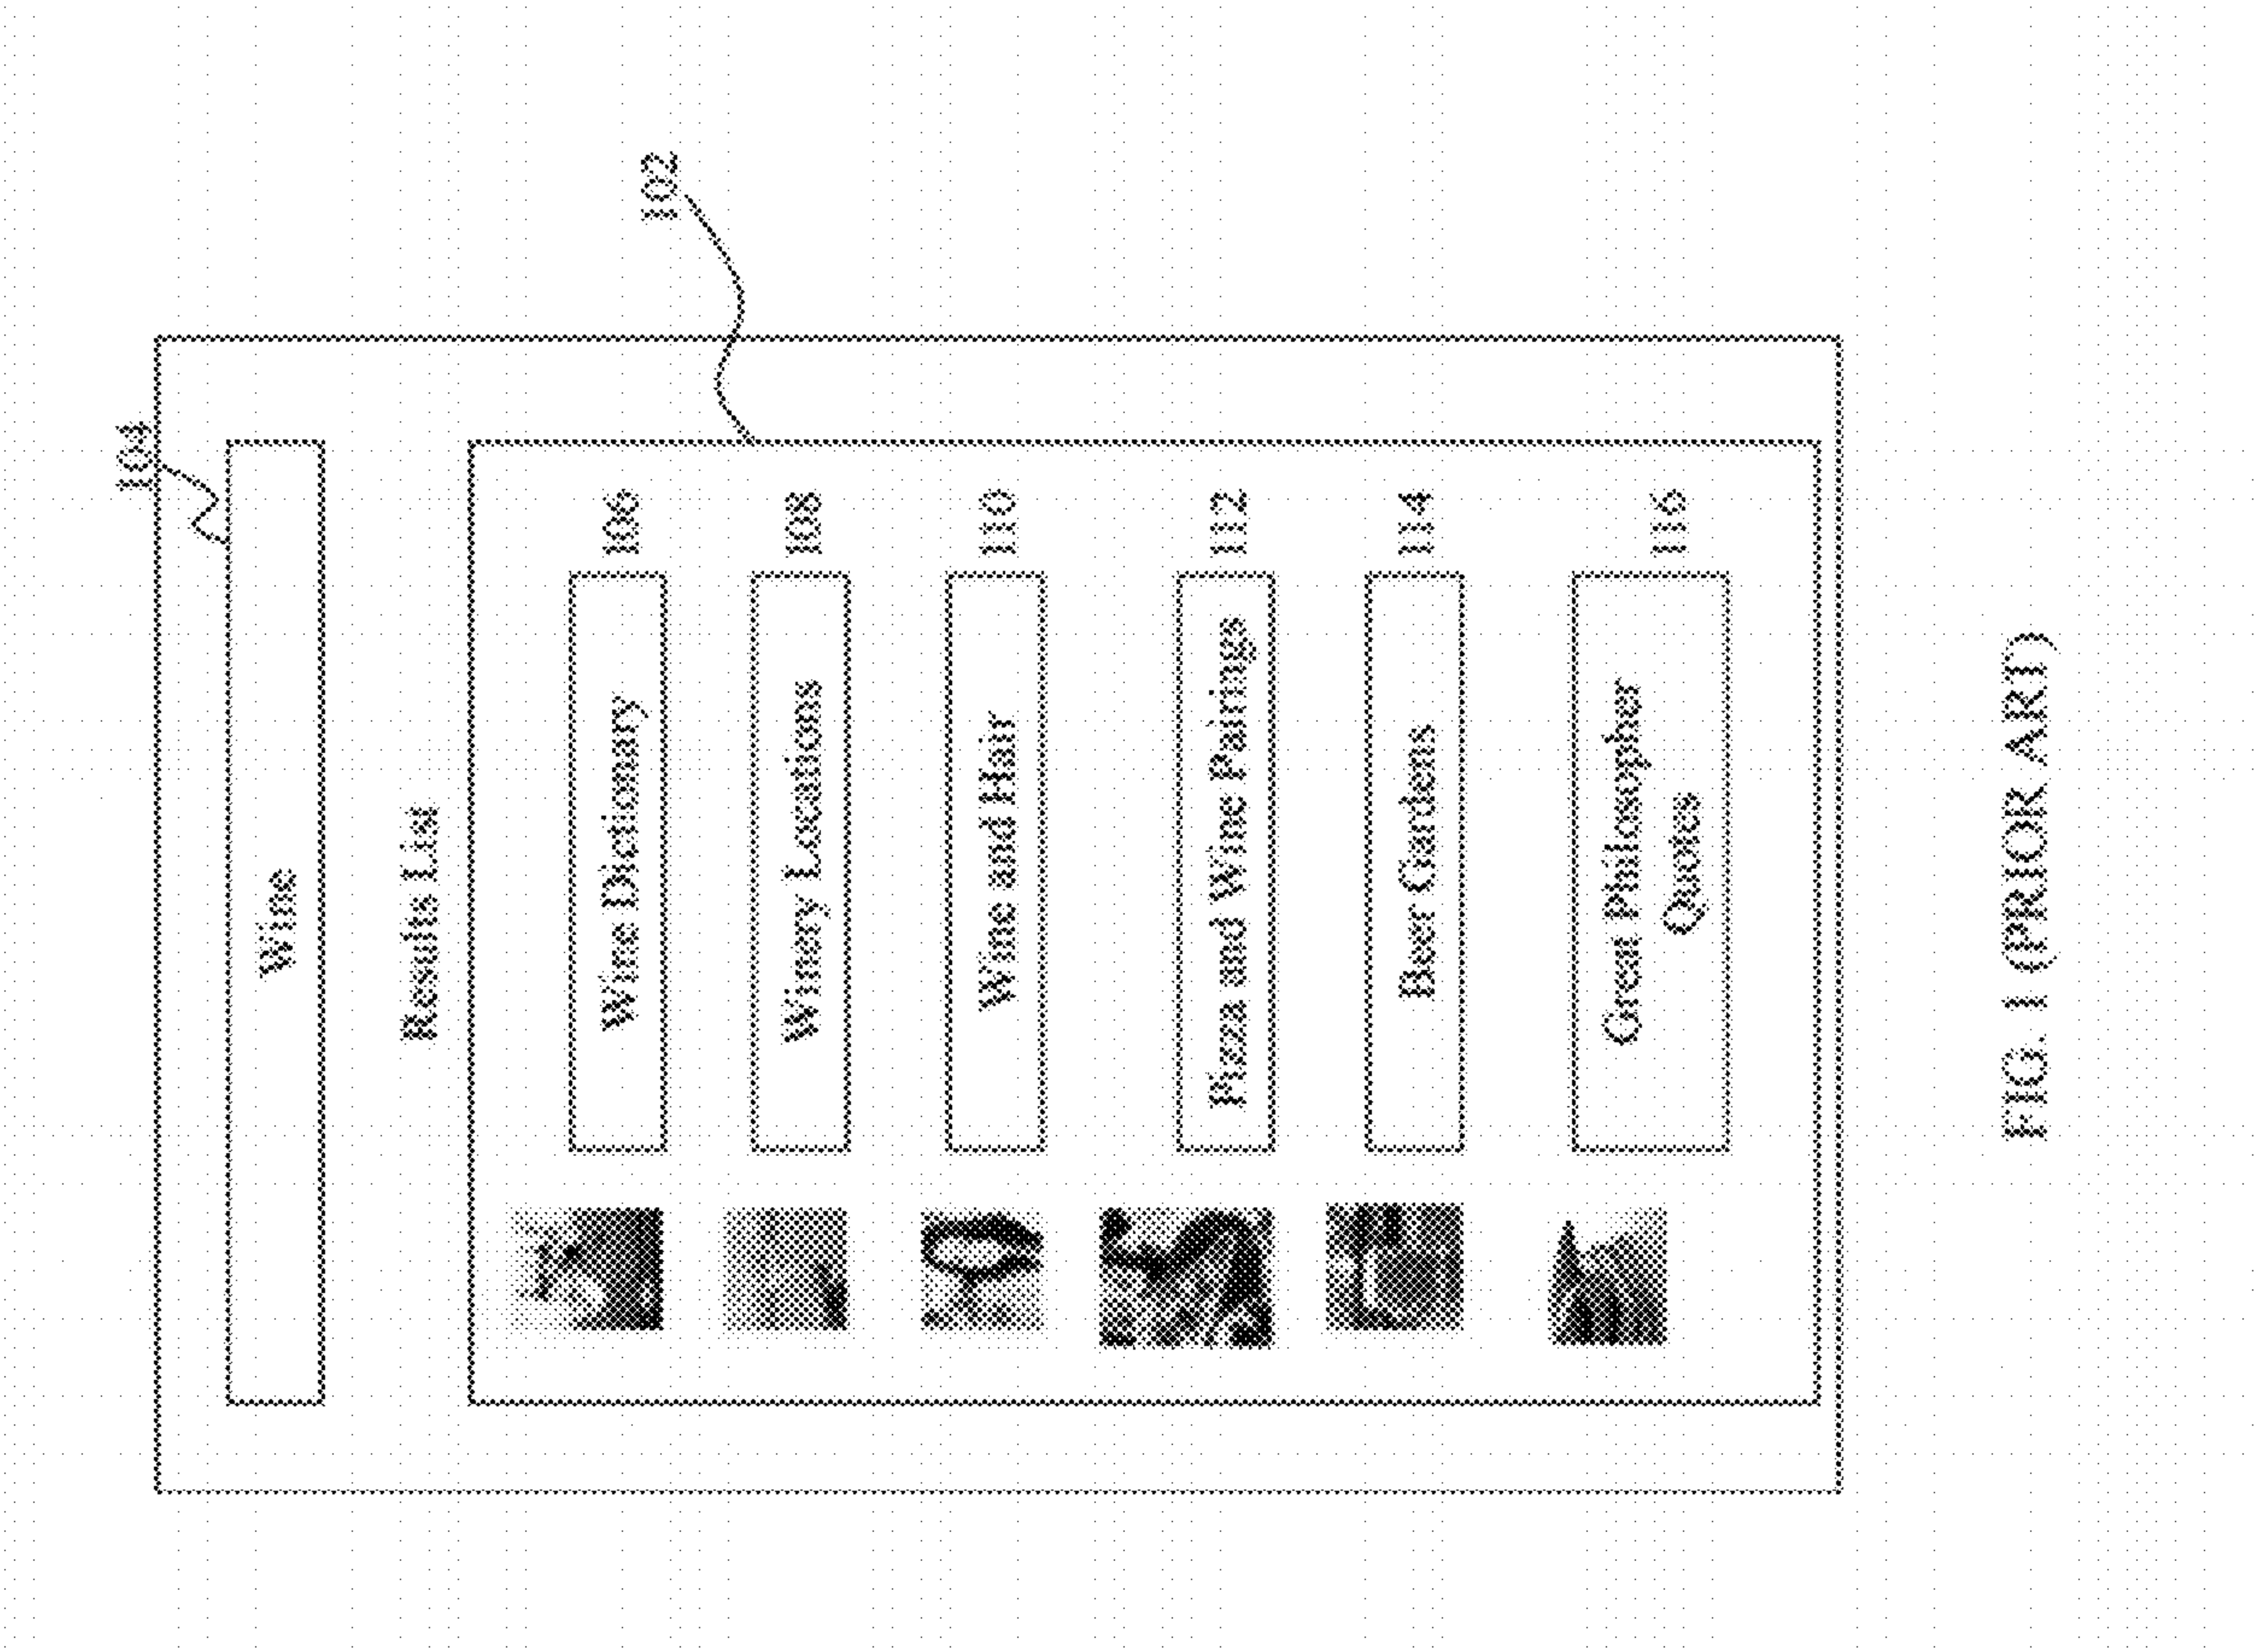 104
Wine
102
Results List
Wine Dictionary 106
Winery Locations 108
Wine and Hair 110
Pizza and Wine Pairings 112
Beer Gardens 114
Great Philosopher 116
Quotes
FIG. 1 (PRIOR ART)